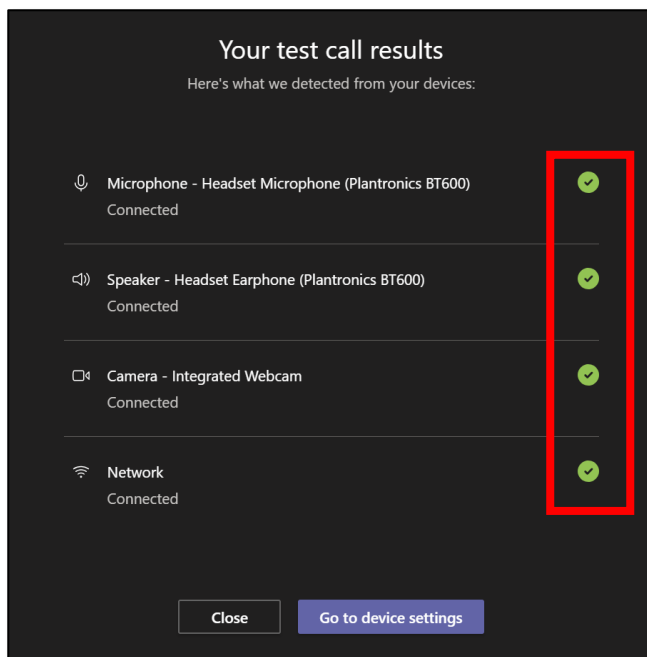 Your test call results
Here's what we detected from your devices:
Microphone - Headset Microphone (Plantronics BT600)
Connected
Speaker - Headset Earphone (Plantronics BT600)
Connected
Camera - Integrated Webcam
Connected
Network
Connected
Close
Go to device settings